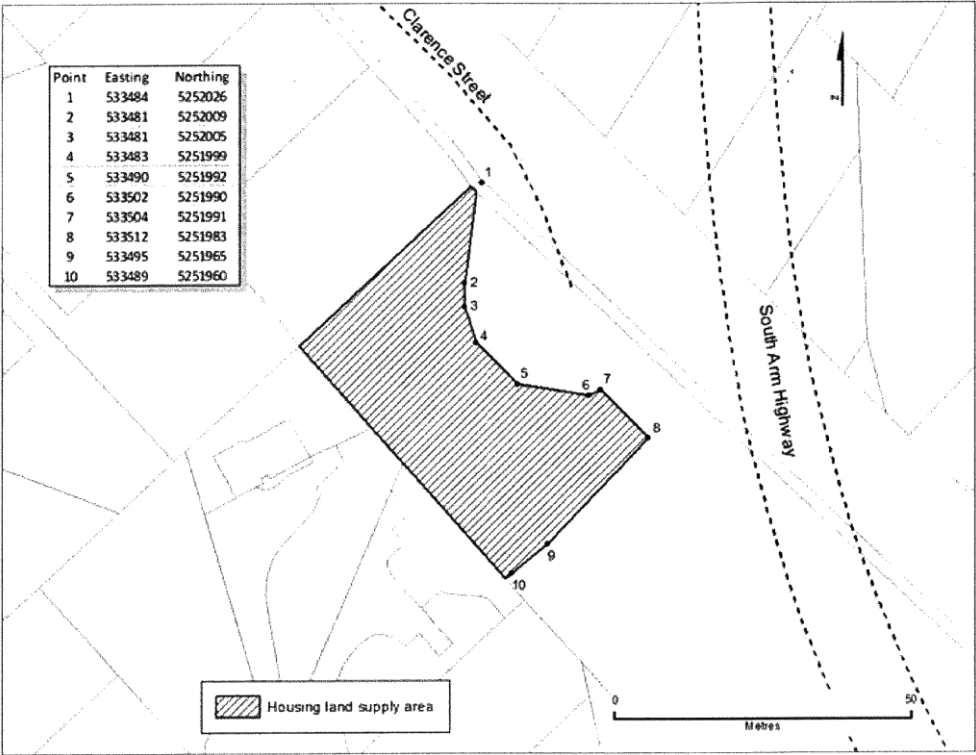 Clarence Street
Point Easting Northing
1 533484 5252026
2 533481 5252009
3 533481 5252005
4 533483 5251999
5 533490 5251992
6 533502 5251990
7 533504 5251991
8 533512 5251983
9 533495 5251965
10 533489 5251960
N
1
2
3
4
5
6
7
8
9
10
South Arm Highway
Housing land supply area
0
50
Metres